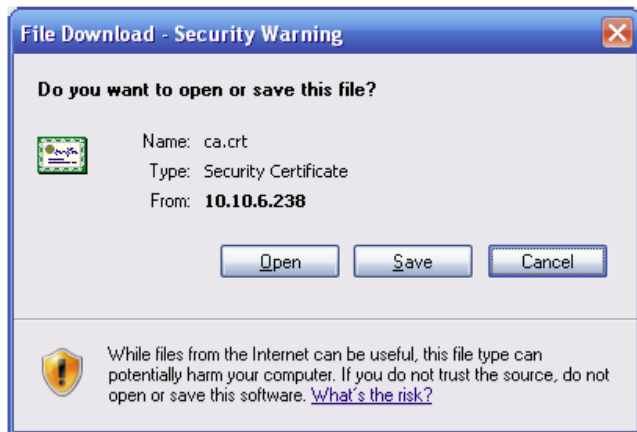 File Download - Security Warning
Do you want to open or save this file?
Name: ca.crt
Type: Security Certificate
From: 10.10.6.238
Open Save Cancel
While files from the Internet can be useful, this file type can
potentially harm your computer. If you do not trust the source, do not
open or save this software. What's the risk?